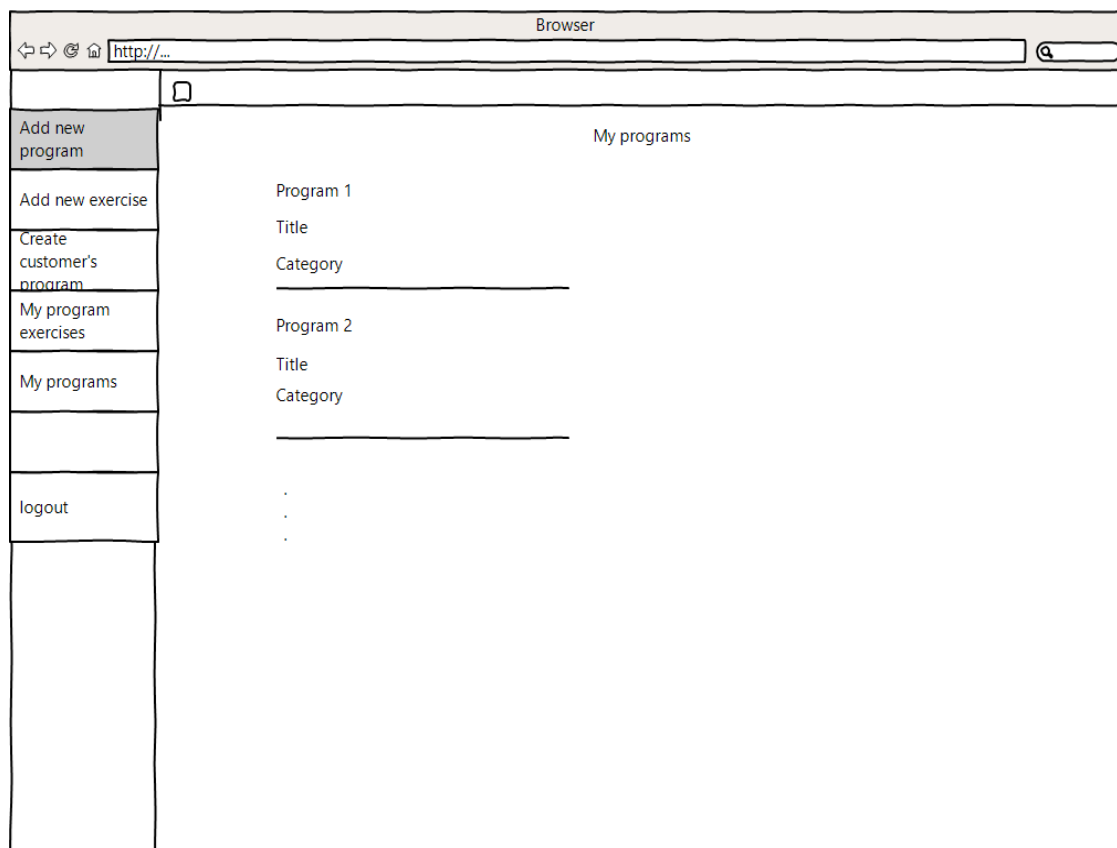 Browser
http://...
Add new
program
Add new exercise
Create
customer's
program
My program
exercises
My programs
logout
My programs
Program 1
Title
Category
Program 2
Title
Category
.
.
.